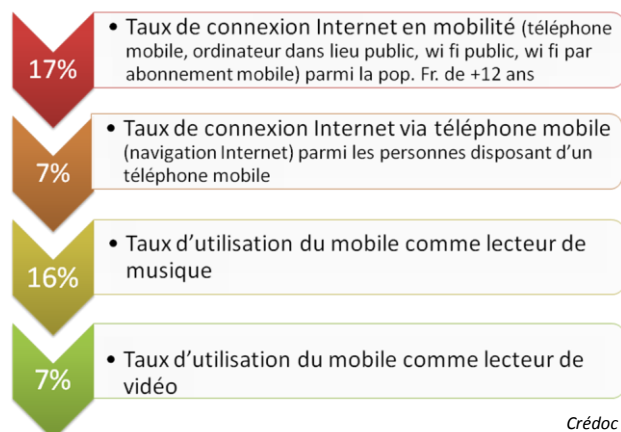 17%
• Taux de connexion Internet en mobilité (téléphone
mobile, ordinateur dans lieu public, wi fi public, wi fi par
abonnement mobile) parmi la pop. Fr. de +12 ans
7%
• Taux de connexion Internet via téléphone mobile
(navigation Internet) parmi les personnes disposant d’un
téléphone mobile
16%
• Taux d’utilisation du mobile comme lecteur de
musique
7%
• Taux d’utilisation du mobile comme lecteur de
vidéo
Crédoc